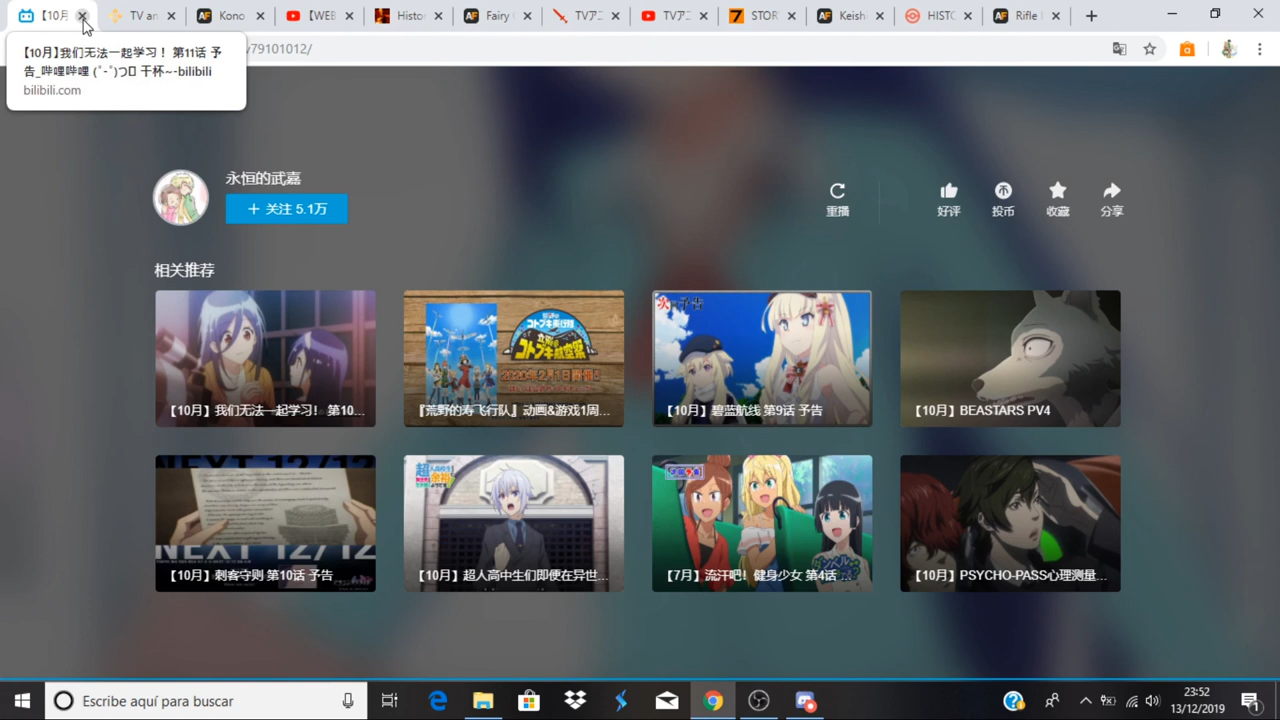 【10月
TV an
Kono
【WEB
Histor
Fairy
TVアニ
TVアニ
STOR
Keish
HISTO
Rifle
【10月】我们无法一起学习！ 第11话 予
告_哔哩哔哩 (゜-゜)つロ 干杯~-bilibili
bilibili.com
v79101012/
永恒的武嘉
+ 关注 5.1万
重播
好评
投币
收藏
分享
相关推荐
【10月】我们无法一起学习！ 第10...
『荒野的寿飞行队』动画&游戏1周...
【10月】碧蓝航线 第9话 予告
【10月】BEASTARS PV4
NEXT 12/12
【10月】刺客守则 第10话 予告
【10月】超人高中生们即便在异世...
【7月】流汗吧！健身少女 第4话 ...
【10月】PSYCHO-PASS心理测量...
Escribe aquí para buscar
23:52
13/12/2019